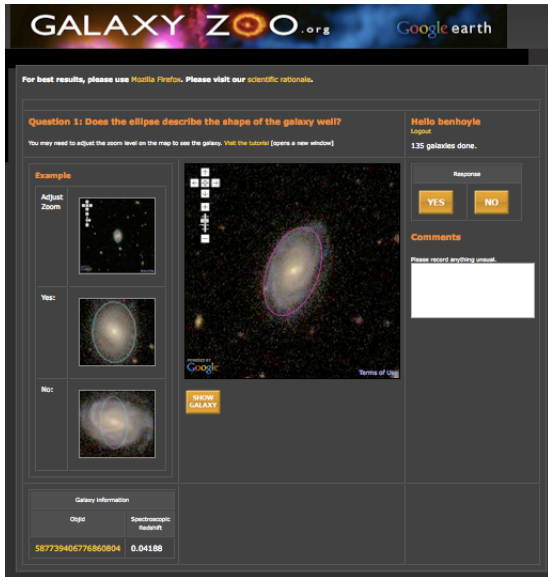 GALAXY ZOO.org
Google earth
For best results, please use Mozilla Firefox. Please visit our scientific rationale.
Question 1: Does the ellipse describe the shape of the galaxy well?
You may need to adjust the zoom level on the map to see the galaxy. Visit the tutorial [opens a new window]
Hello benhoyle
Logout
135 galaxies done.
Example
Adjust
Zoom
Yes:
No:
POWERED BY
Google
Terms of Use
SHOW
GALAXY
Response
YES
NO
Comments
Please record anything unusual.
Galaxy Information
ObjId
Spectroscopic
Redshift
587739406776860804
0.04188